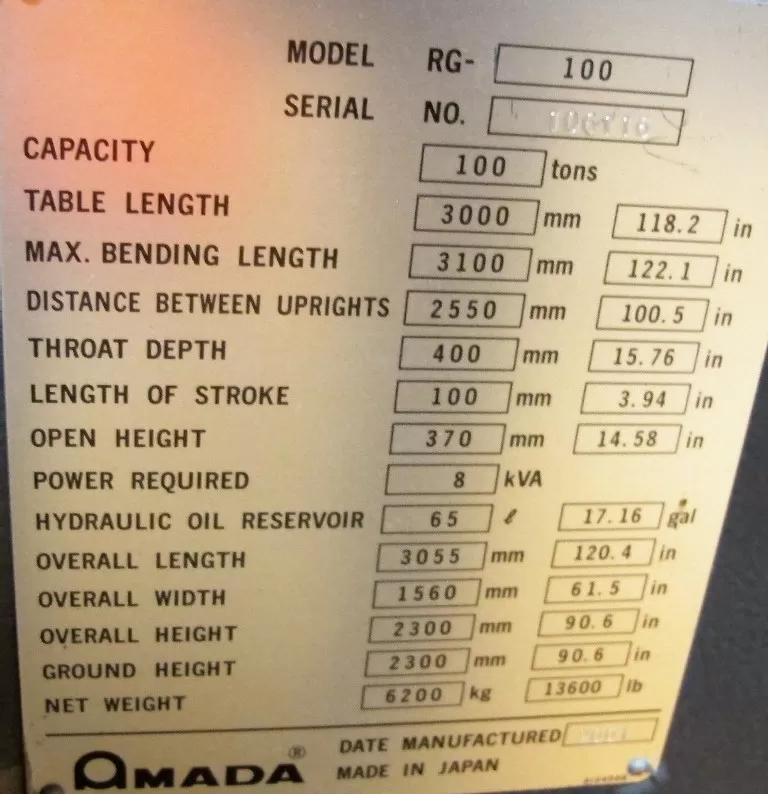 MODEL RG- 100
SERIAL NO.
CAPACITY 100 tons
TABLE LENGTH 3000 mm 118.2 in
MAX. BENDING LENGTH 3100 mm 122.1 in
DISTANCE BETWEEN UPRIGHTS 2550 mm 100.5 in
THROAT DEPTH 400 mm 15.76 in
LENGTH OF STROKE 100 mm 3.94 in
OPEN HEIGHT 370 mm 14.58 in
POWER REQUIRED 8 kVA
HYDRAULIC OIL RESERVOIR 65 ℓ 17.16 gal
OVERALL LENGTH 3055 mm 120.4 in
OVERALL WIDTH 1560 mm 61.5 in
OVERALL HEIGHT 2300 mm 90.6 in
GROUND HEIGHT 2300 mm 90.6 in
NET WEIGHT 6200 kg 13600 lb
DATE MANUFACTURED
AMADA® MADE IN JAPAN